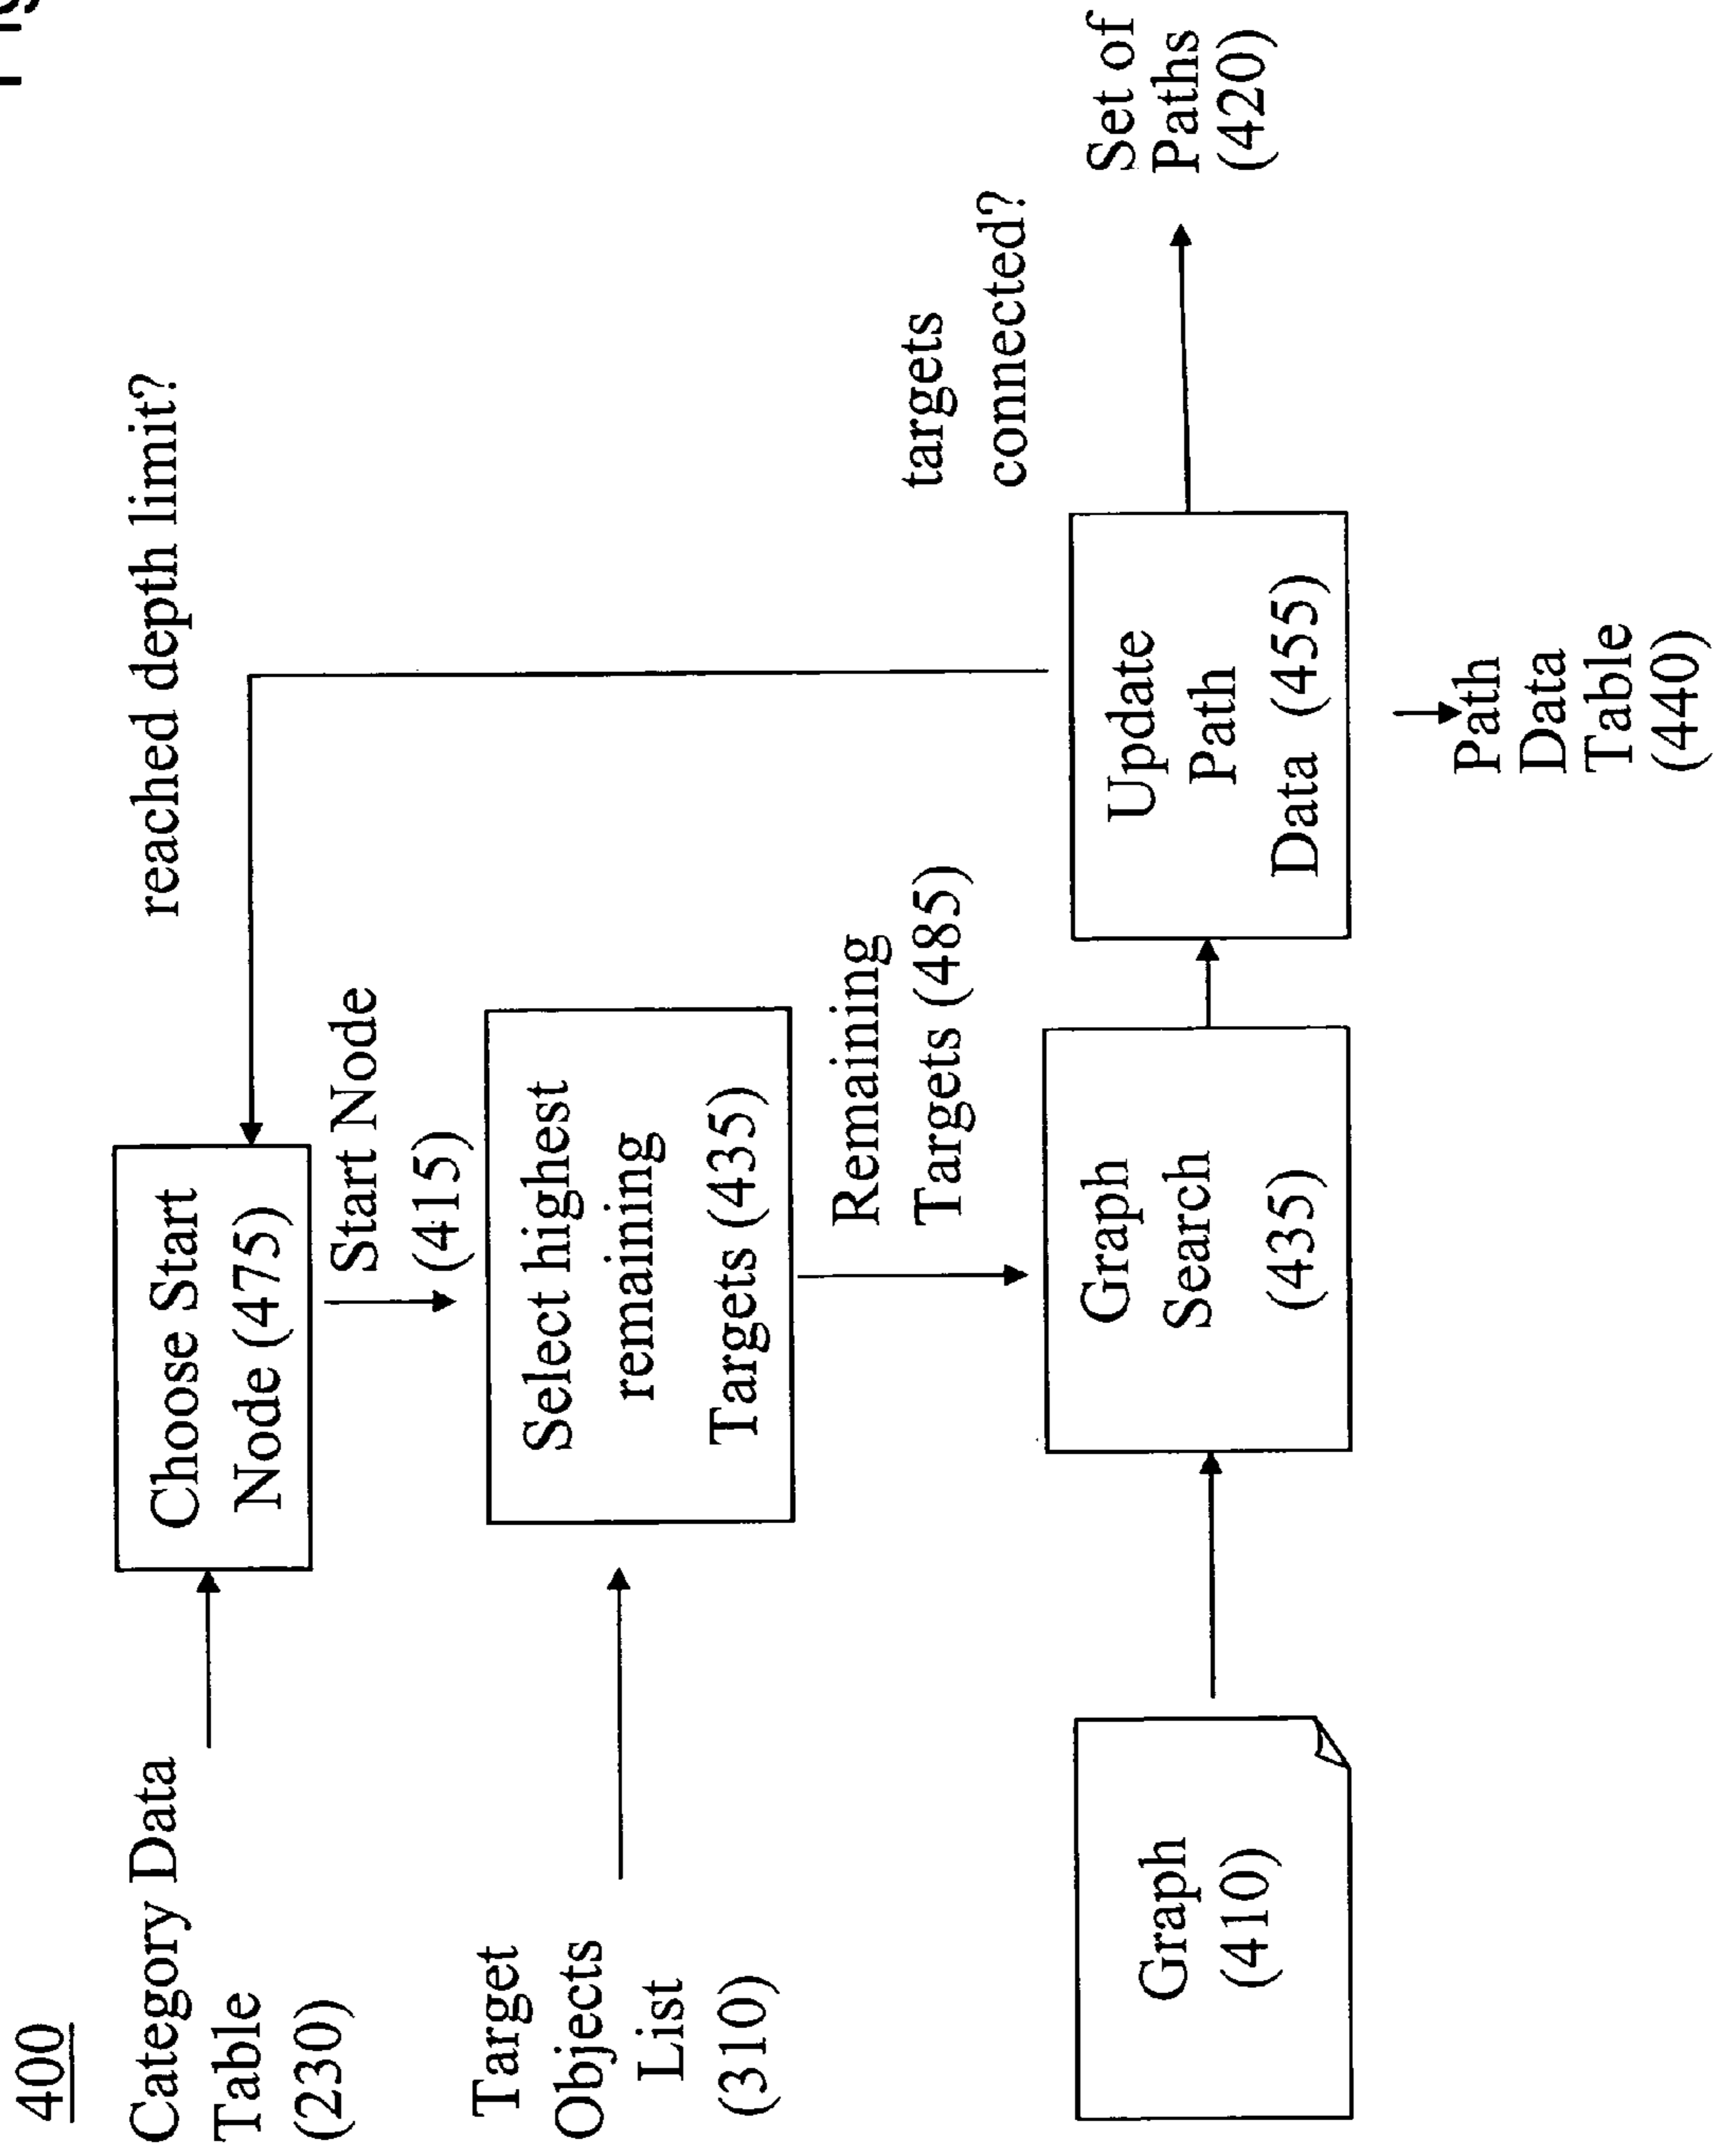 400
Category Data
Table
(230)
Choose Start
Node (475)
reached depth limit?
Start Node
(415)
Target
Objects
List
(310)
Select highest
remaining
Targets (435)
Remaining
Targets (485)
targets
connected?
Graph
(410)
Graph
Search
(435)
Update
Path
Data (455)
Set of
Paths
(420)
Path
Data
Table
(440)